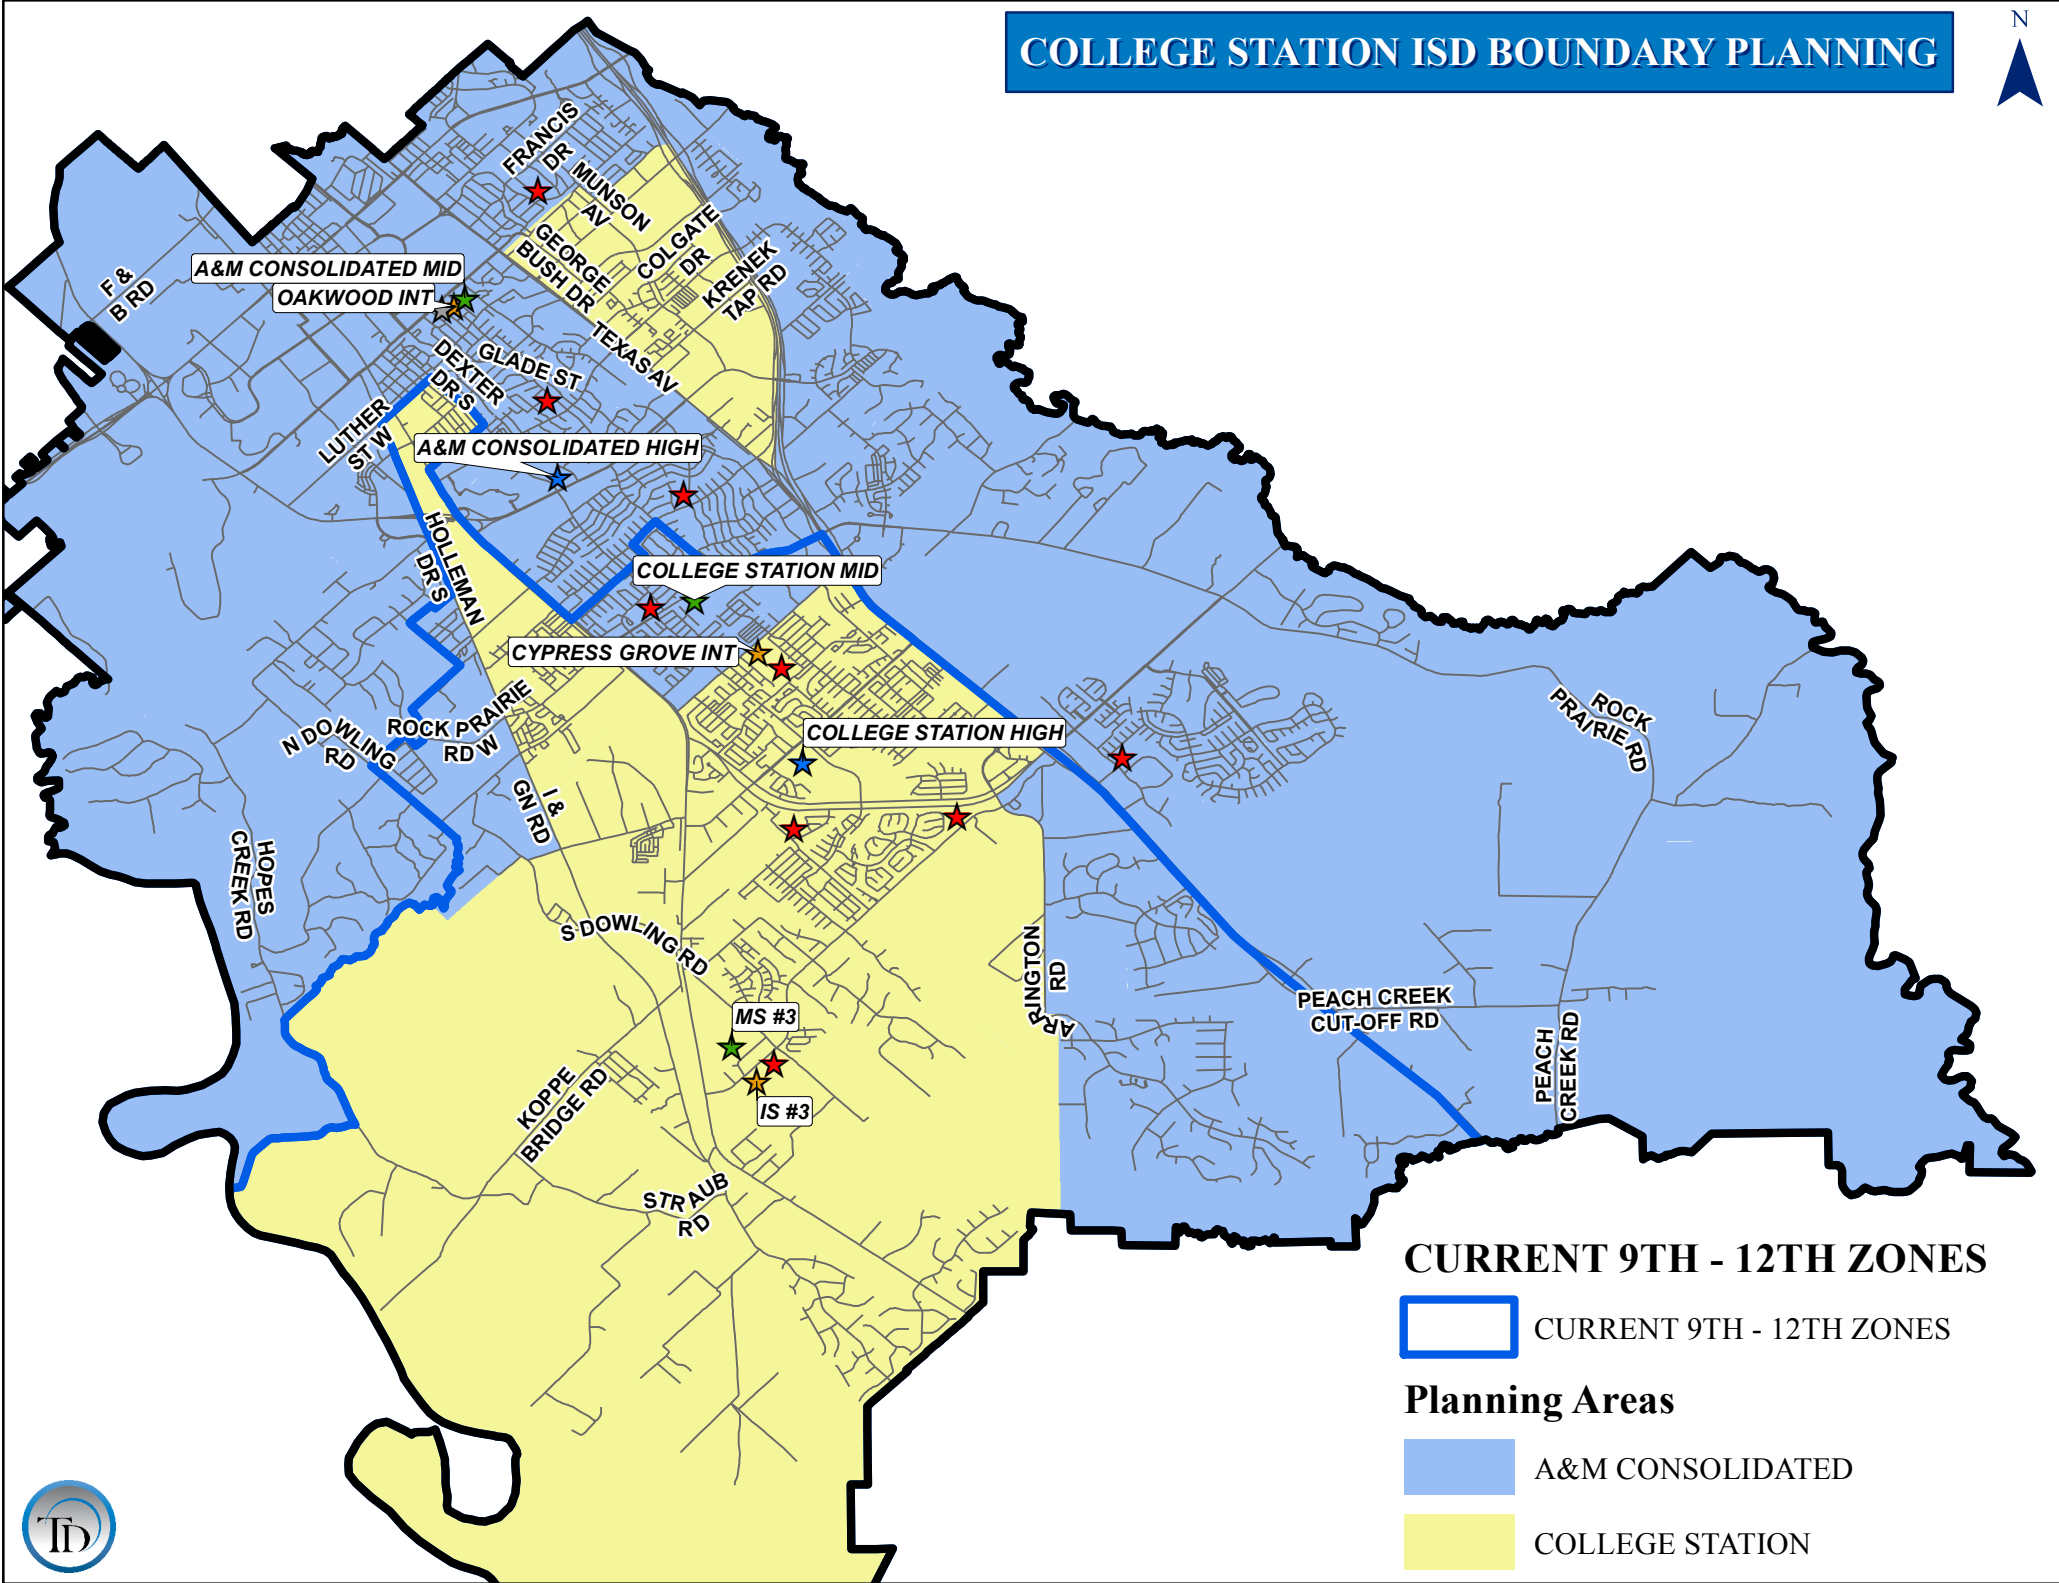 COLLEGE STATION ISD BOUNDARY PLANNING
N
FRANCIS
DR
MUNSON
AV
GEORGE
BUSH DR
COLGATE
DR
KRENEK
TAP RD
F &
B RD
A&M CONSOLIDATED MID
OAKWOOD INT
TEXAS AV
GLADE ST
DEXTER
DR S
LUTHER
ST W
A&M CONSOLIDATED HIGH
HOLLEMAN
DR S
COLLEGE STATION MID
CYPRESS GROVE INT
ROCK PRAIRIE
RD W
N DOWLING
RD
COLLEGE STATION HIGH
ROCK
PRAIRIE RD
I &
GN RD
HOPES
CREEK RD
S DOWLING RD
ARRINGTON
RD
PEACH CREEK
CUT-OFF RD
PEACH
CREEK RD
MS #3
IS #3
KOPPE
BRIDGE RD
STRAUB
RD
CURRENT 9TH - 12TH ZONES
CURRENT 9TH - 12TH ZONES
Planning Areas
A&M CONSOLIDATED
COLLEGE STATION
TD